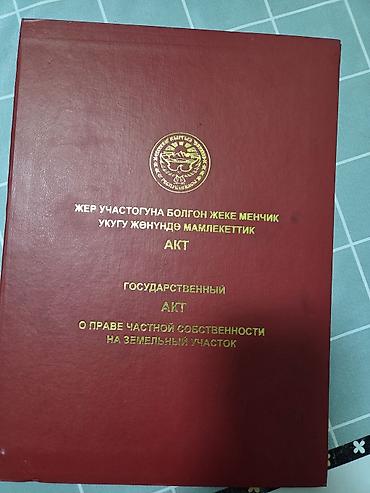 ЖЕР УЧАСТОГУНА БОЛГОН ЖЕКЕ МЕНЧИК
УКУГУ ЖӨНҮНДӨ МАМЛЕКЕТТИК
АКТ
ГОСУДАРСТВЕННЫЙ
АКТ
О ПРАВЕ ЧАСТНОЙ СОБСТВЕННОСТИ
НА ЗЕМЕЛЬНЫЙ УЧАСТОК